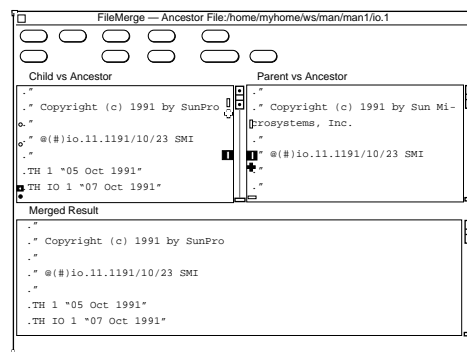 FileMerge — Ancestor File:/home/myhome/ws/man/man1/io.1
Child vs Ancestor
."
." Copyright (c) 1991 by SunPro
."
." @(#)io.11.1191/10/23 SMI
."
.TH 1 “05 Oct 1991”
.TH IO 1 “07 Oct 1991”
Parent vs Ancestor
."
." Copyright (c) 1991 by Sun Mi-
crosystems, Inc.
."
." @(#)io.11.1191/10/23 SMI
."
."
Merged Result
."
." Copyright (c) 1991 by SunPro
."
." @(#)io.11.1191/10/23 SMI
."
.TH 1 “05 Oct 1991”
.TH IO 1 “07 Oct 1991”